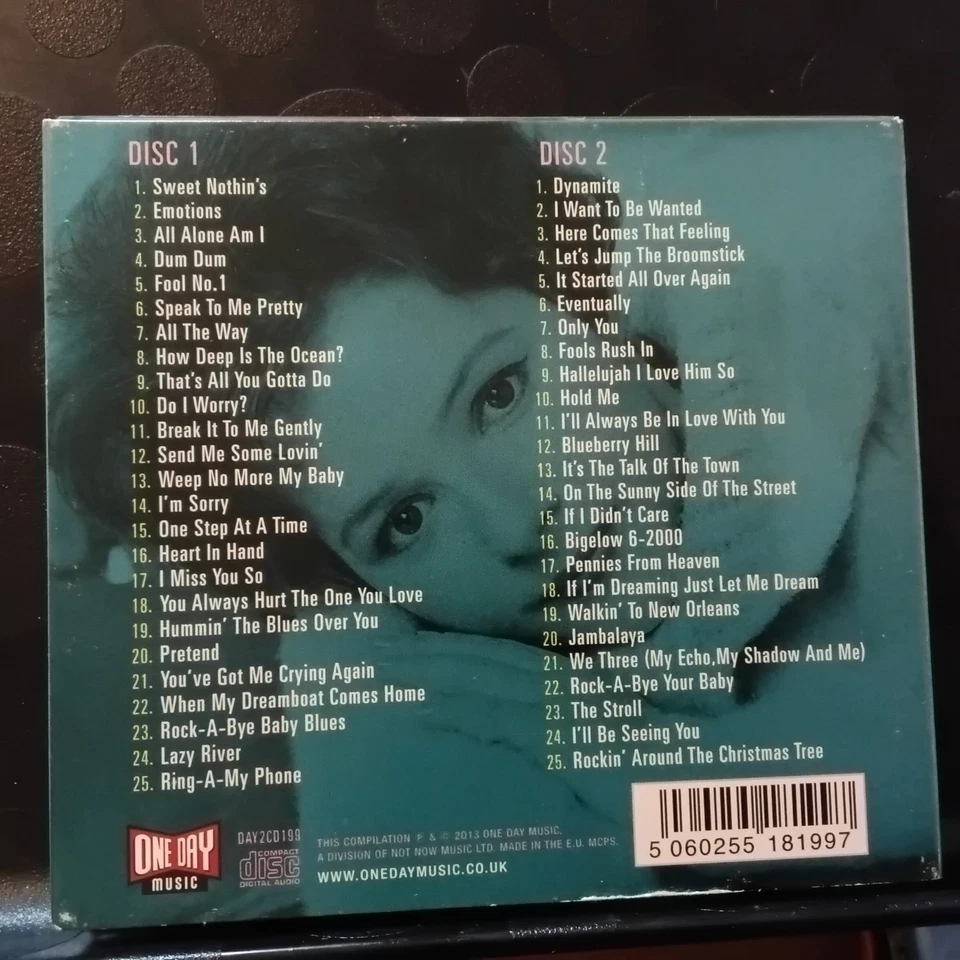 DISC 1
1. Sweet Nothin's
2. Emotions
3. All Alone Am I
4. Dum Dum
5. Fool No.1
6. Speak To Me Pretty
7. All The Way
8. How Deep Is The Ocean?
9. That's All You Gotta Do
10. Do I Worry?
11. Break It To Me Gently
12. Send Me Some Lovin'
13. Weep No More My Baby
14. I'm Sorry
15. One Step At A Time
16. Heart In Hand
17. I Miss You So
18. You Always Hurt The One You Love
19. Hummin' The Blues Over You
20. Pretend
21. You've Got Me Crying Again
22. When My Dreamboat Comes Home
23. Rock-A-Bye Baby Blues
24. Lazy River
25. Ring-A-My Phone
DISC 2
1. Dynamite
2. I Want To Be Wanted
3. Here Comes That Feeling
4. Let's Jump The Broomstick
5. It Started All Over Again
6. Eventually
7. Only You
8. Fools Rush In
9. Hallelujah I Love Him So
10. Hold Me
11. I'll Always Be In Love With You
12. Blueberry Hill
13. It's The Talk Of The Town
14. On The Sunny Side Of The Street
15. If I Didn't Care
16. Bigelow 6-2000
17. Pennies From Heaven
18. If I'm Dreaming Just Let Me Dream
19. Walkin' To New Orleans
20. Jambalaya
21. We Three (My Echo,My Shadow And Me)
22. Rock-A-Bye Your Baby
23. The Stroll
24. I'll Be Seeing You
25. Rockin' Around The Christmas Tree
ONE DAY
MUSIC
DAY2CD199
COMPACT
disc
DIGITAL AUDIO
THIS COMPILATION ℗ & © 2013 ONE DAY MUSIC.
A DIVISION OF NOT NOW MUSIC LTD. MADE IN THE E.U. MCPS.
WWW.ONEDAYMUSIC.CO.UK
5 060255 181997